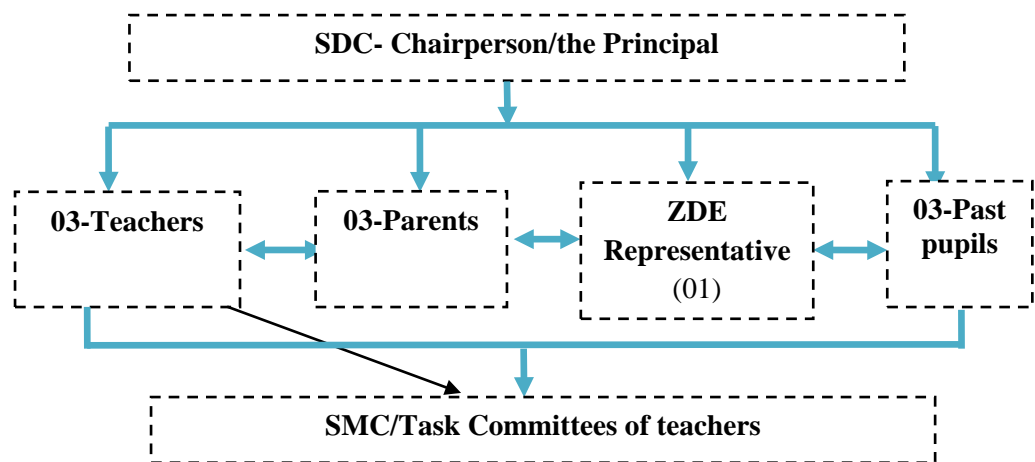 SDC- Chairperson/the Principal
03-Teachers
03-Parents
ZDE
Representative
(01)
03-Past
pupils
SMC/Task Committees of teachers